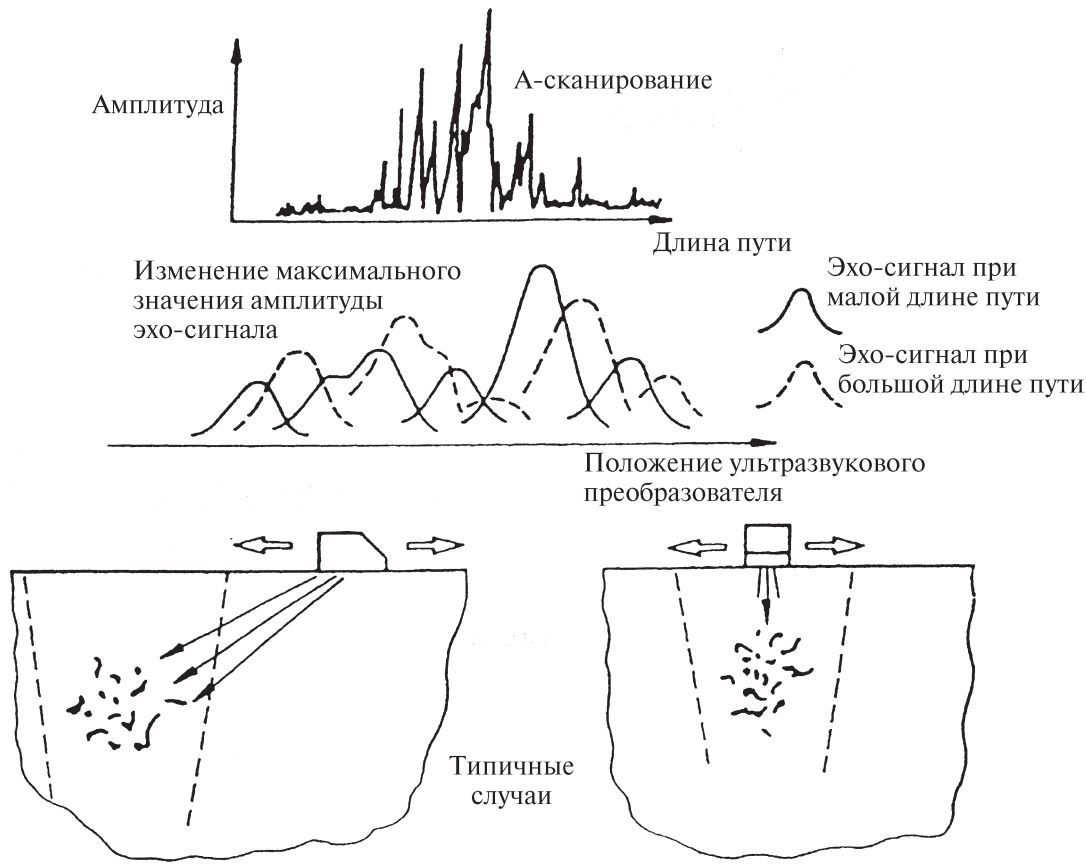 А-сканирование
Амплитуда
Длина пути
Изменение максимального
значения амплитуды
эхо-сигнала
Эхо-сигнал при
малой длине пути
Эхо-сигнал при
большой длине пути
Положение ультразвукового
преобразователя
Типичные
случаи